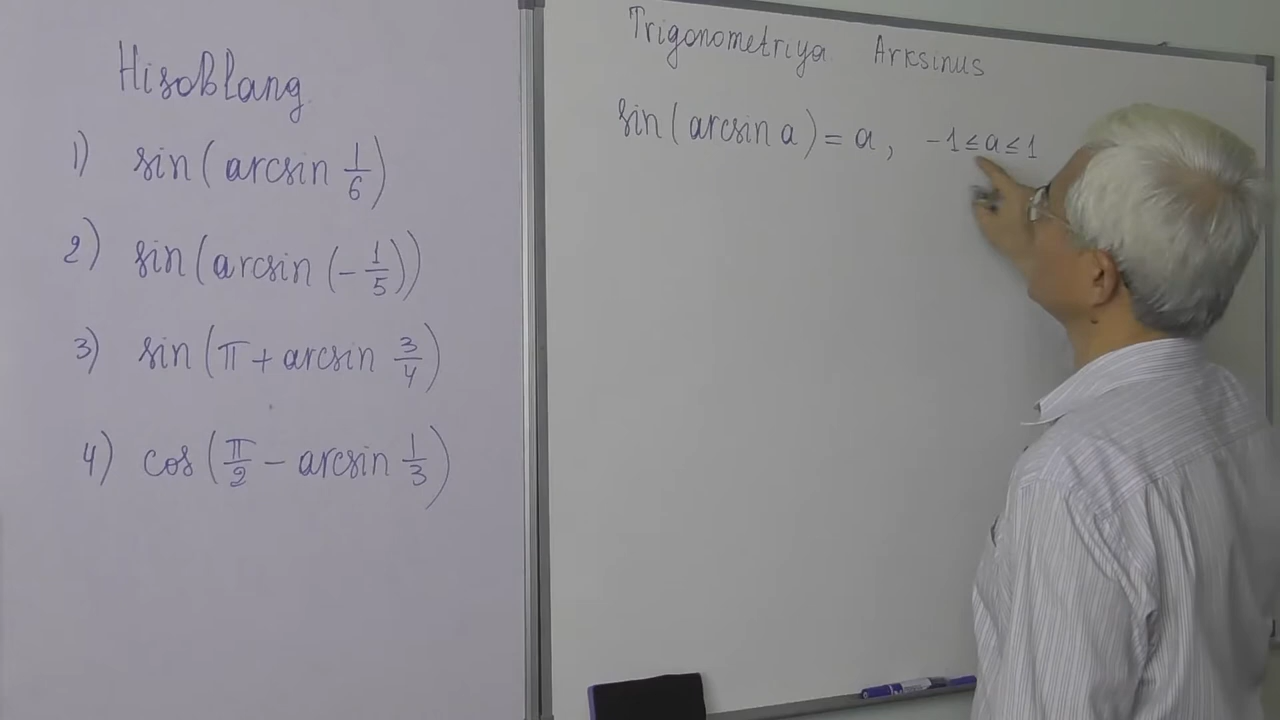 Hisoblang
1) sin(arcsin 1/6)
2) sin(arcsin (-1/5))
3) sin(π + arcsin 3/4)
4) cos(π/2 - arcsin 1/3)
Trigonometriya Arksinus
sin(arcsin a) = a, -1 ≤ a ≤ 1